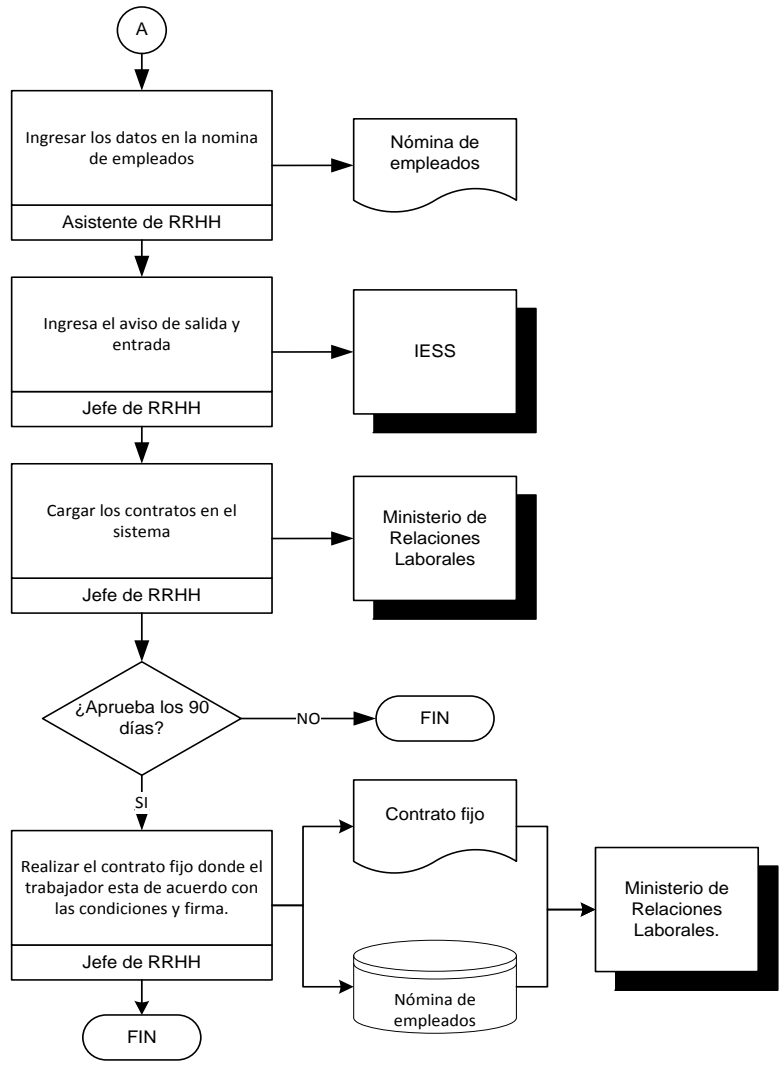 A
Ingresar los datos en la nomina
de empleados
Asistente de RRHH
Nómina de
empleados
Ingresa el aviso de salida y
entrada
Jefe de RRHH
IESS
Cargar los contratos en el
sistema
Jefe de RRHH
Ministerio de
Relaciones
Laborales
¿Aprueba los 90
días?
NO
FIN
SI
Realizar el contrato fijo donde el
trabajador esta de acuerdo con
las condiciones y firma.
Jefe de RRHH
Contrato fijo
Nómina de
empleados
Ministerio de
Relaciones
Laborales.
FIN